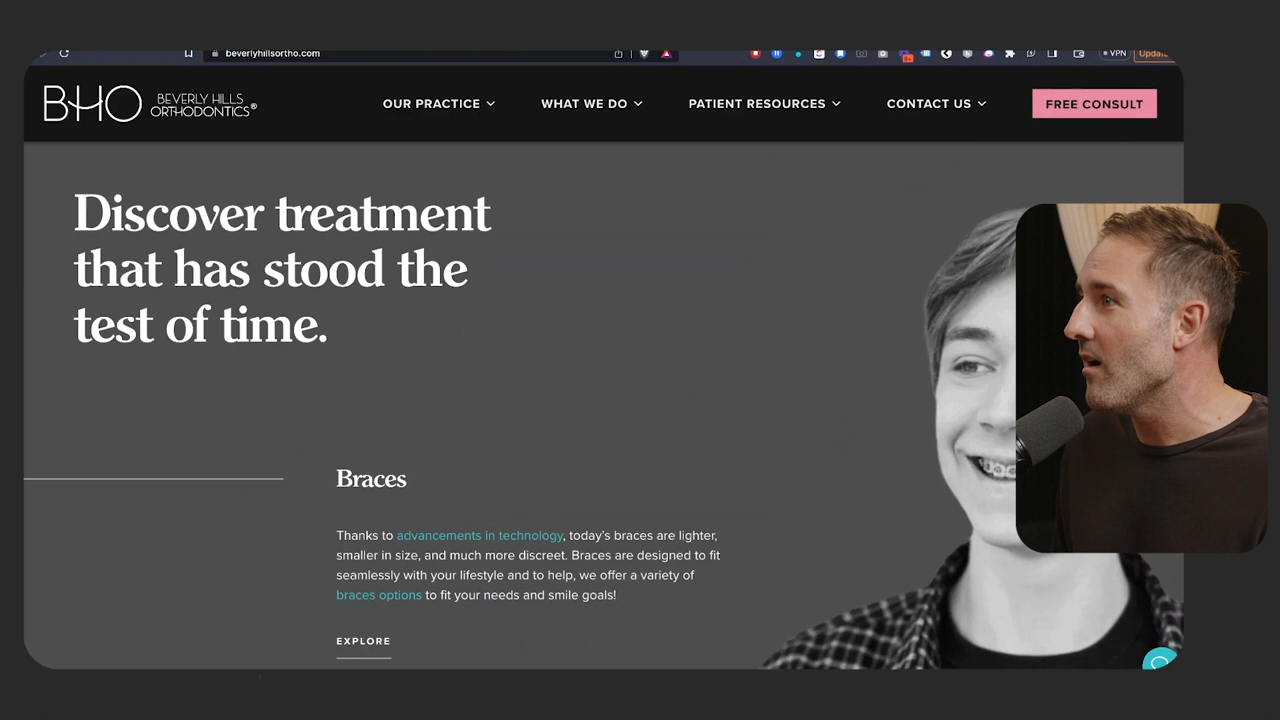 beverlyhillsortho.com
VPN
BHO BEVERLY HILLS
ORTHODONTICS®
OUR PRACTICE
WHAT WE DO
PATIENT RESOURCES
CONTACT US
FREE CONSULT
Discover treatment
that has stood the
test of time.
Braces
Thanks to advancements in technology, today's braces are lighter,
smaller in size, and much more discreet. Braces are designed to fit
seamlessly with your lifestyle and to help, we offer a variety of
braces options to fit your needs and smile goals!
EXPLORE